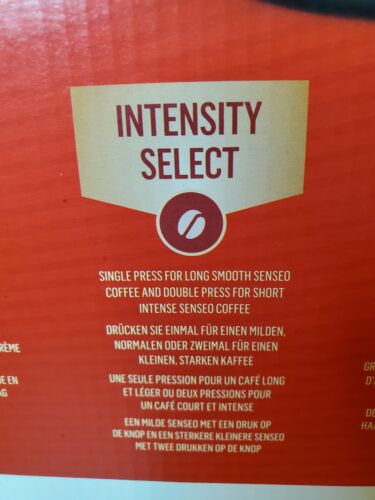 INTENSITY
SELECT
SINGLE PRESS FOR LONG SMOOTH SENSEO
COFFEE AND DOUBLE PRESS FOR SHORT
INTENSE SENSEO COFFEE
DRÜCKEN SIE EINMAL FÜR EINEN MILDEN,
NORMALEN ODER ZWEIMAL FÜR EINEN
KLEINEN, STARKEN KAFFEE
UNE SEULE PRESSION POUR UN CAFÉ LONG
ET LÉGER OU DEUX PRESSIONS POUR
UN CAFÉ COURT ET INTENSE
EEN MILDE SENSEO MET EEN DRUK OP
DE KNOP EN EEN STERKERE KLEINERE SENSEO
MET TWEE DRUKKEN OP DE KNOP